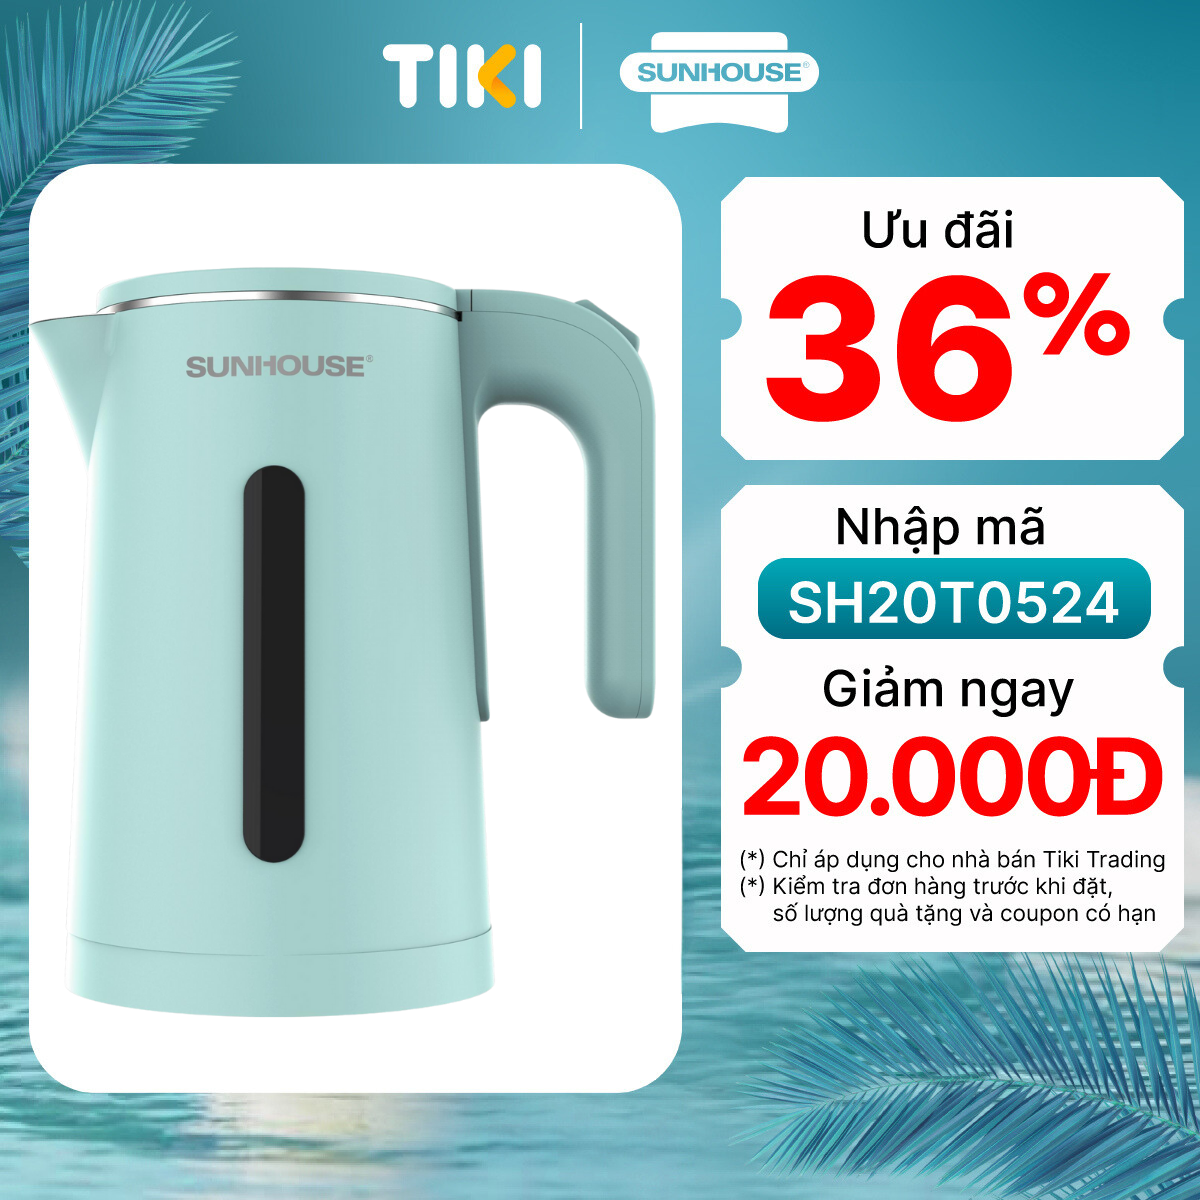 TIKI
SUNHOUSE®
SUNHOUSE®
Ưu đãi
36%
Nhập mã
SH20T0524
Giảm ngay
20.000Đ
(*) Chỉ áp dụng cho nhà bán Tiki Trading
(*) Kiểm tra đơn hàng trước khi đặt,
số lượng quà tặng và coupon có hạn